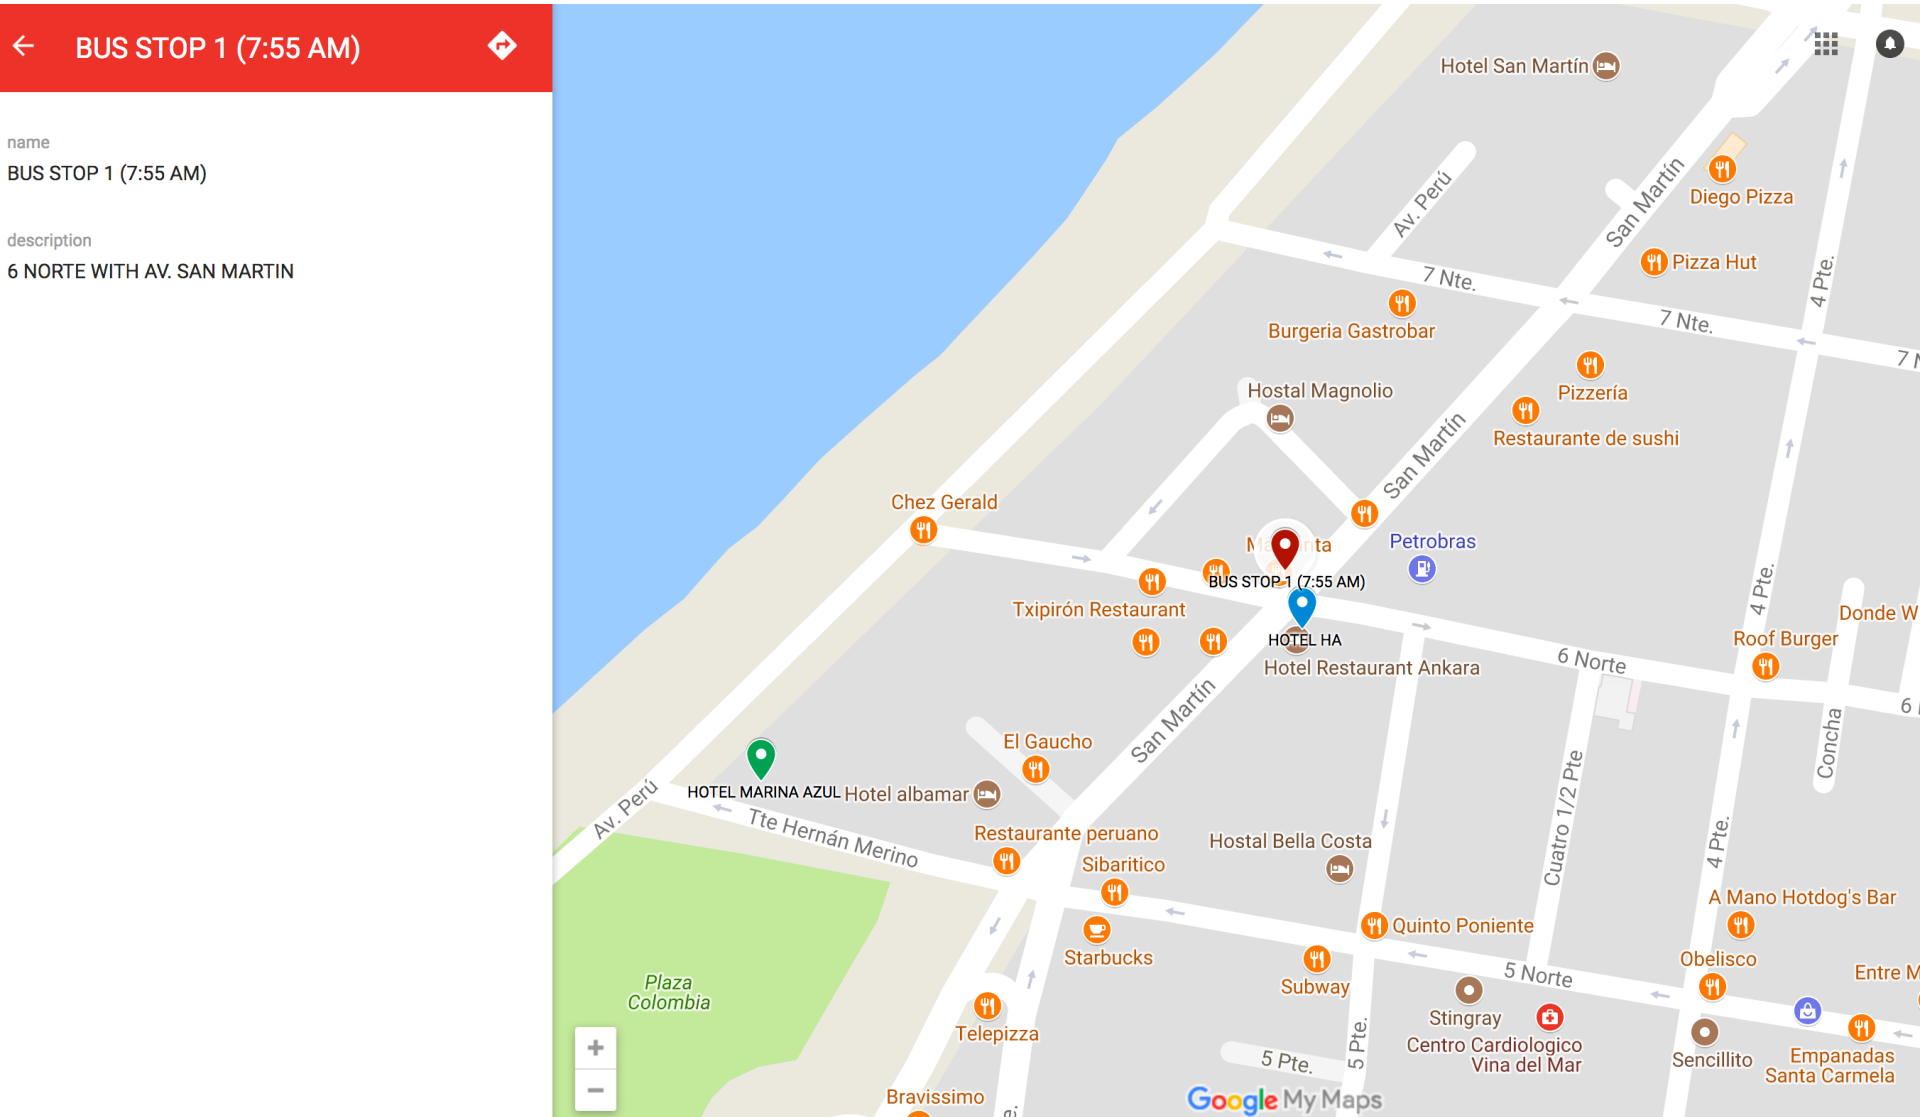 BUS STOP 1 (7:55 AM)
name
BUS STOP 1 (7:55 AM)
description
6 NORTE WITH AV. SAN MARTIN
Hotel San Martín
San Martín
Diego Pizza
Av. Perú
Pizza Hut
4 Pte.
7 Nte.
7 Nte.
7
Burgeria Gastrobar
Pizzería
Hostal Magnolio
Restaurante de sushi
San Martín
Chez Gerald
Petrobras
BUS STOP 1 (7:55 AM)
Txipirón Restaurant
4 Pte.
Donde W
Roof Burger
HOTEL HA
Hotel Restaurant Ankara
6 Norte
6
San Martín
Concha
El Gaucho
HOTEL MARINA AZUL
Hotel albamar
Av. Perú
Tte Hernán Merino
Restaurante peruano
Sibaritico
Hostal Bella Costa
Cuatro 1/2 Pte
4 Pte.
A Mano Hotdog's Bar
Quinto Poniente
Starbucks
Obelisco
5 Norte
Entre M
Subway
Plaza
Colombia
Stingray
Telepizza
Centro Cardiologico
Vina del Mar
5 Pte.
5 Pte.
Sencillito
Empanadas
Santa Carmela
Bravissimo
e.
Google My Maps